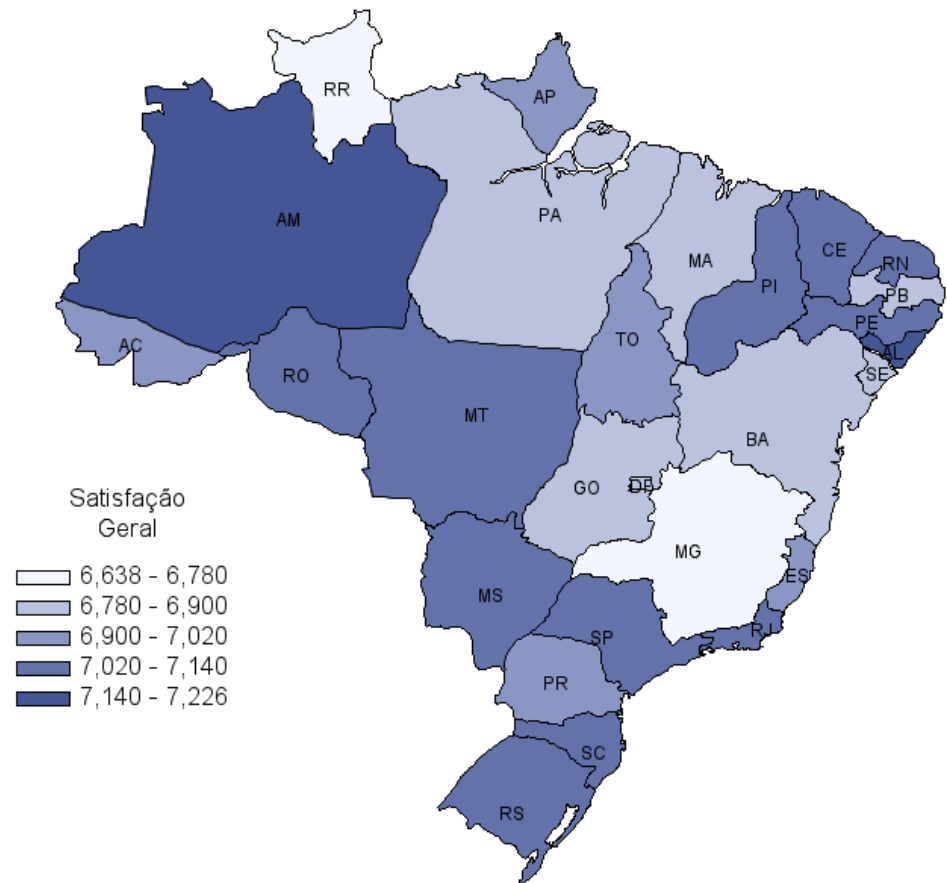 RR
AP
AM
PA
MA
CE
RN
PI
PB
PE
AL
TO
AC
SE
RO
MT
BA
GO
DF
MG
ES
MS
SP
RJ
PR
SC
RS
Satisfação
Geral
6,638 - 6,780
6,780 - 6,900
6,900 - 7,020
7,020 - 7,140
7,140 - 7,226